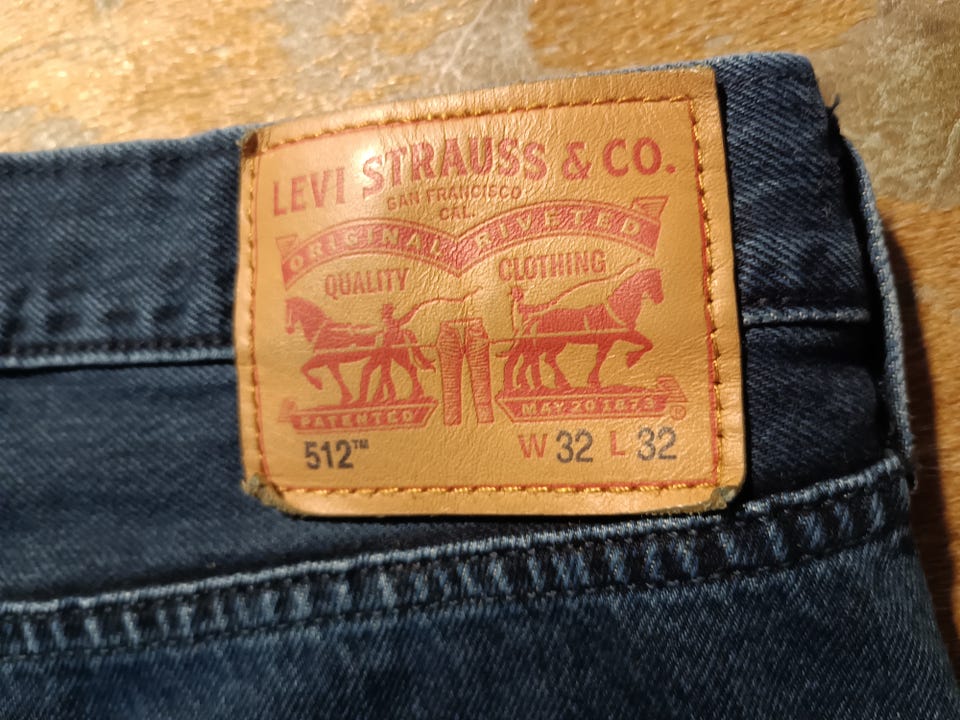 LEVI STRAUSS & CO.
SAN FRANCISCO
CAL.
ORIGINAL RIVETED
QUALITY CLOTHING
PATENTED MAY 20 1873 ®
512™ W 32 L 32